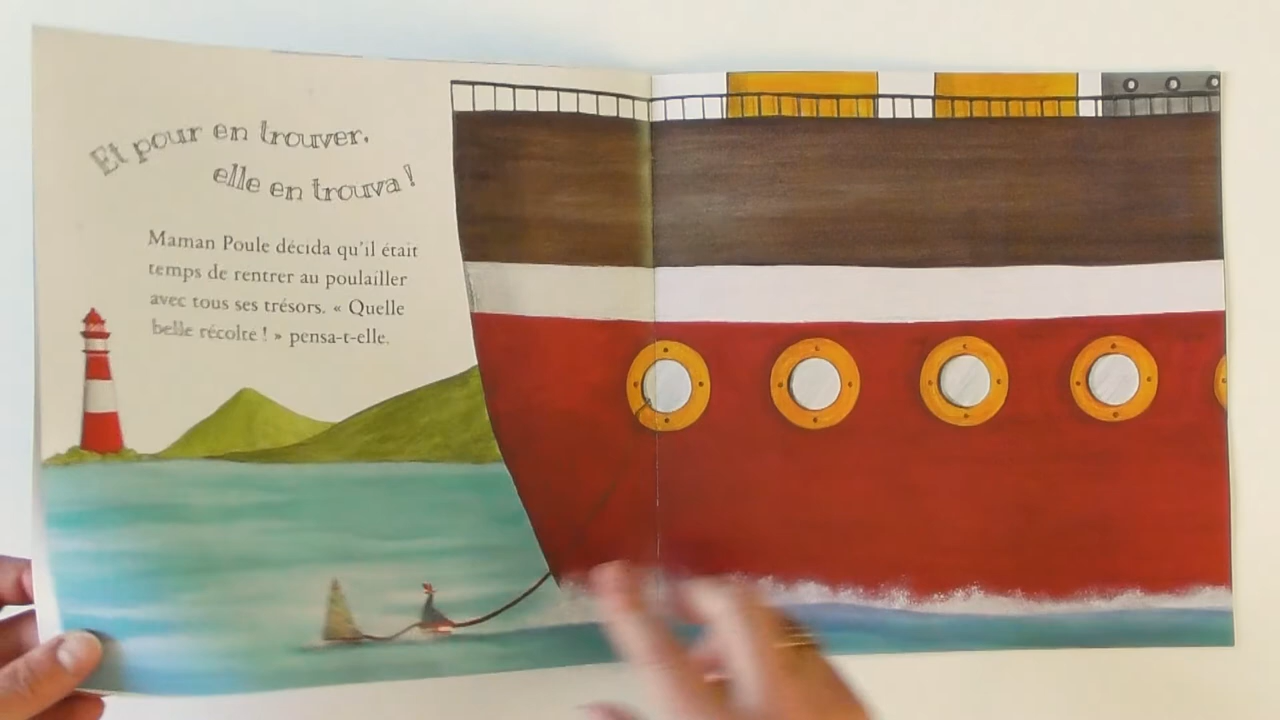 Et pour en trouver,
elle en trouva !
Maman Poule décida qu'il était
temps de rentrer au poulailler
avec tous ses trésors. « Quelle
belle récolte ! » pensa-t-elle.